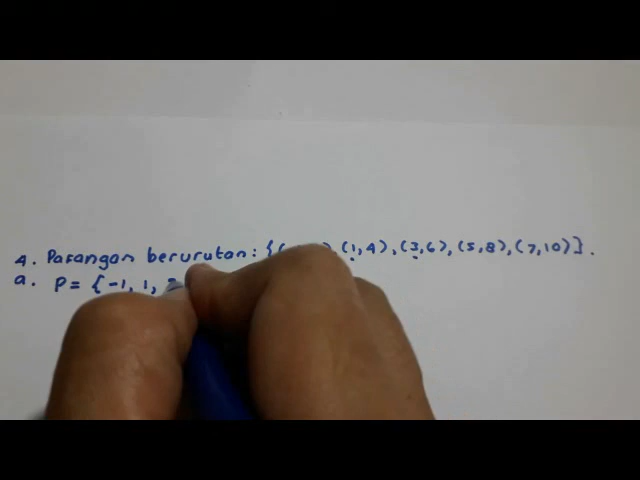 4. Pasangan berurutan: {( ), (1,4), (3,6), (5,8), (7,10)}.
a. P = {-1, 1,